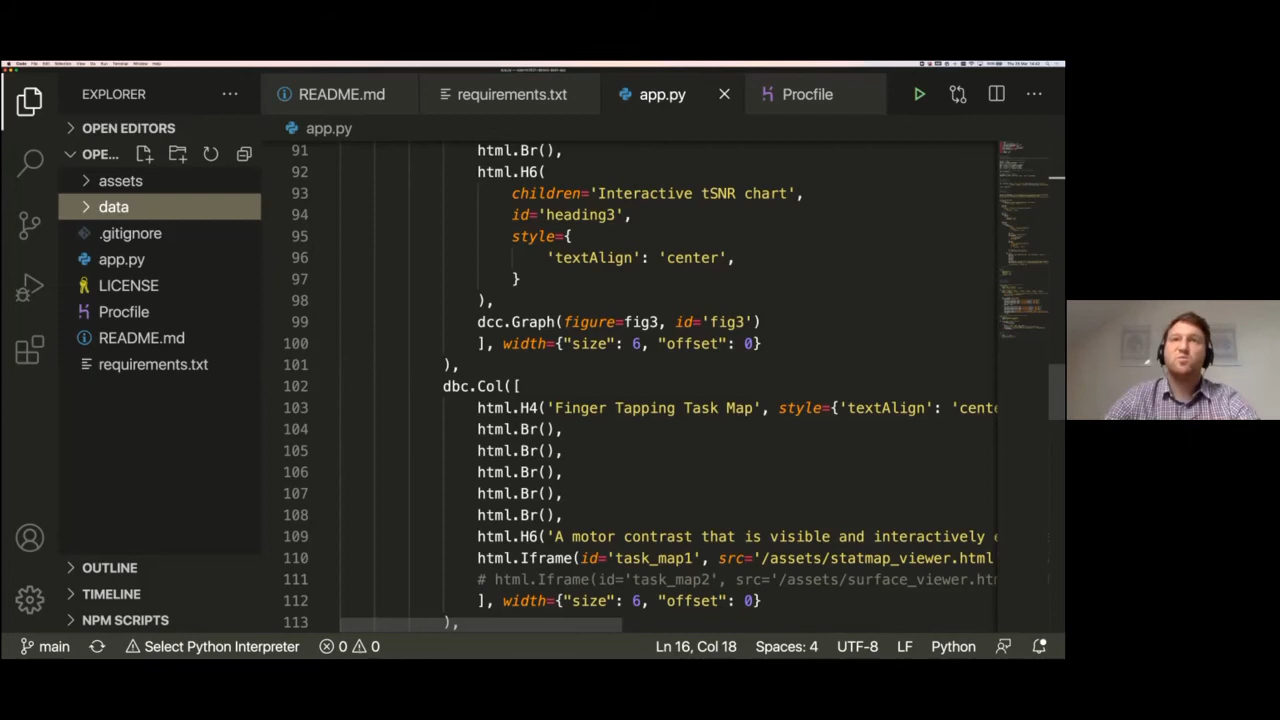 EXPLORER
README.md
requirements.txt
app.py
Procfile
OPEN EDITORS
app.py
OPE...
assets
data
.gitignore
app.py
LICENSE
Procfile
README.md
requirements.txt
91 html.Br(),
92 html.H6(
93 children='Interactive tSNR chart',
94 id='heading3',
95 style={
96 'textAlign': 'center',
97 }
98 ),
99 dcc.Graph(figure=fig3, id='fig3')
100 ], width={"size": 6, "offset": 0}
101 ),
102 dbc.Col([
103 html.H4('Finger Tapping Task Map', style={'textAlign': 'cente
104 html.Br(),
105 html.Br(),
106 html.Br(),
107 html.Br(),
108 html.Br(),
109 html.H6('A motor contrast that is visible and interactively e
110 html.Iframe(id='task_map1', src='/assets/statmap_viewer.html'
111 # html.Iframe(id='task_map2', src='/assets/surface_viewer.htm
112 ], width={"size": 6, "offset": 0}
113 ),
OUTLINE
TIMELINE
NPM SCRIPTS
main
Select Python Interpreter
0 0
Ln 16, Col 18
Spaces: 4
UTF-8
LF
Python